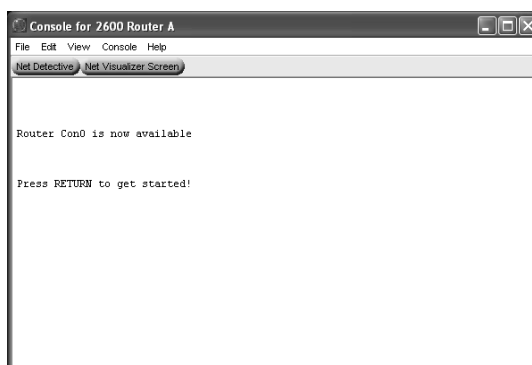 Console for 2600 Router A
File Edit View Console Help
Net Detective Net Visualizer Screen
Router Con0 is now available
Press RETURN to get started!